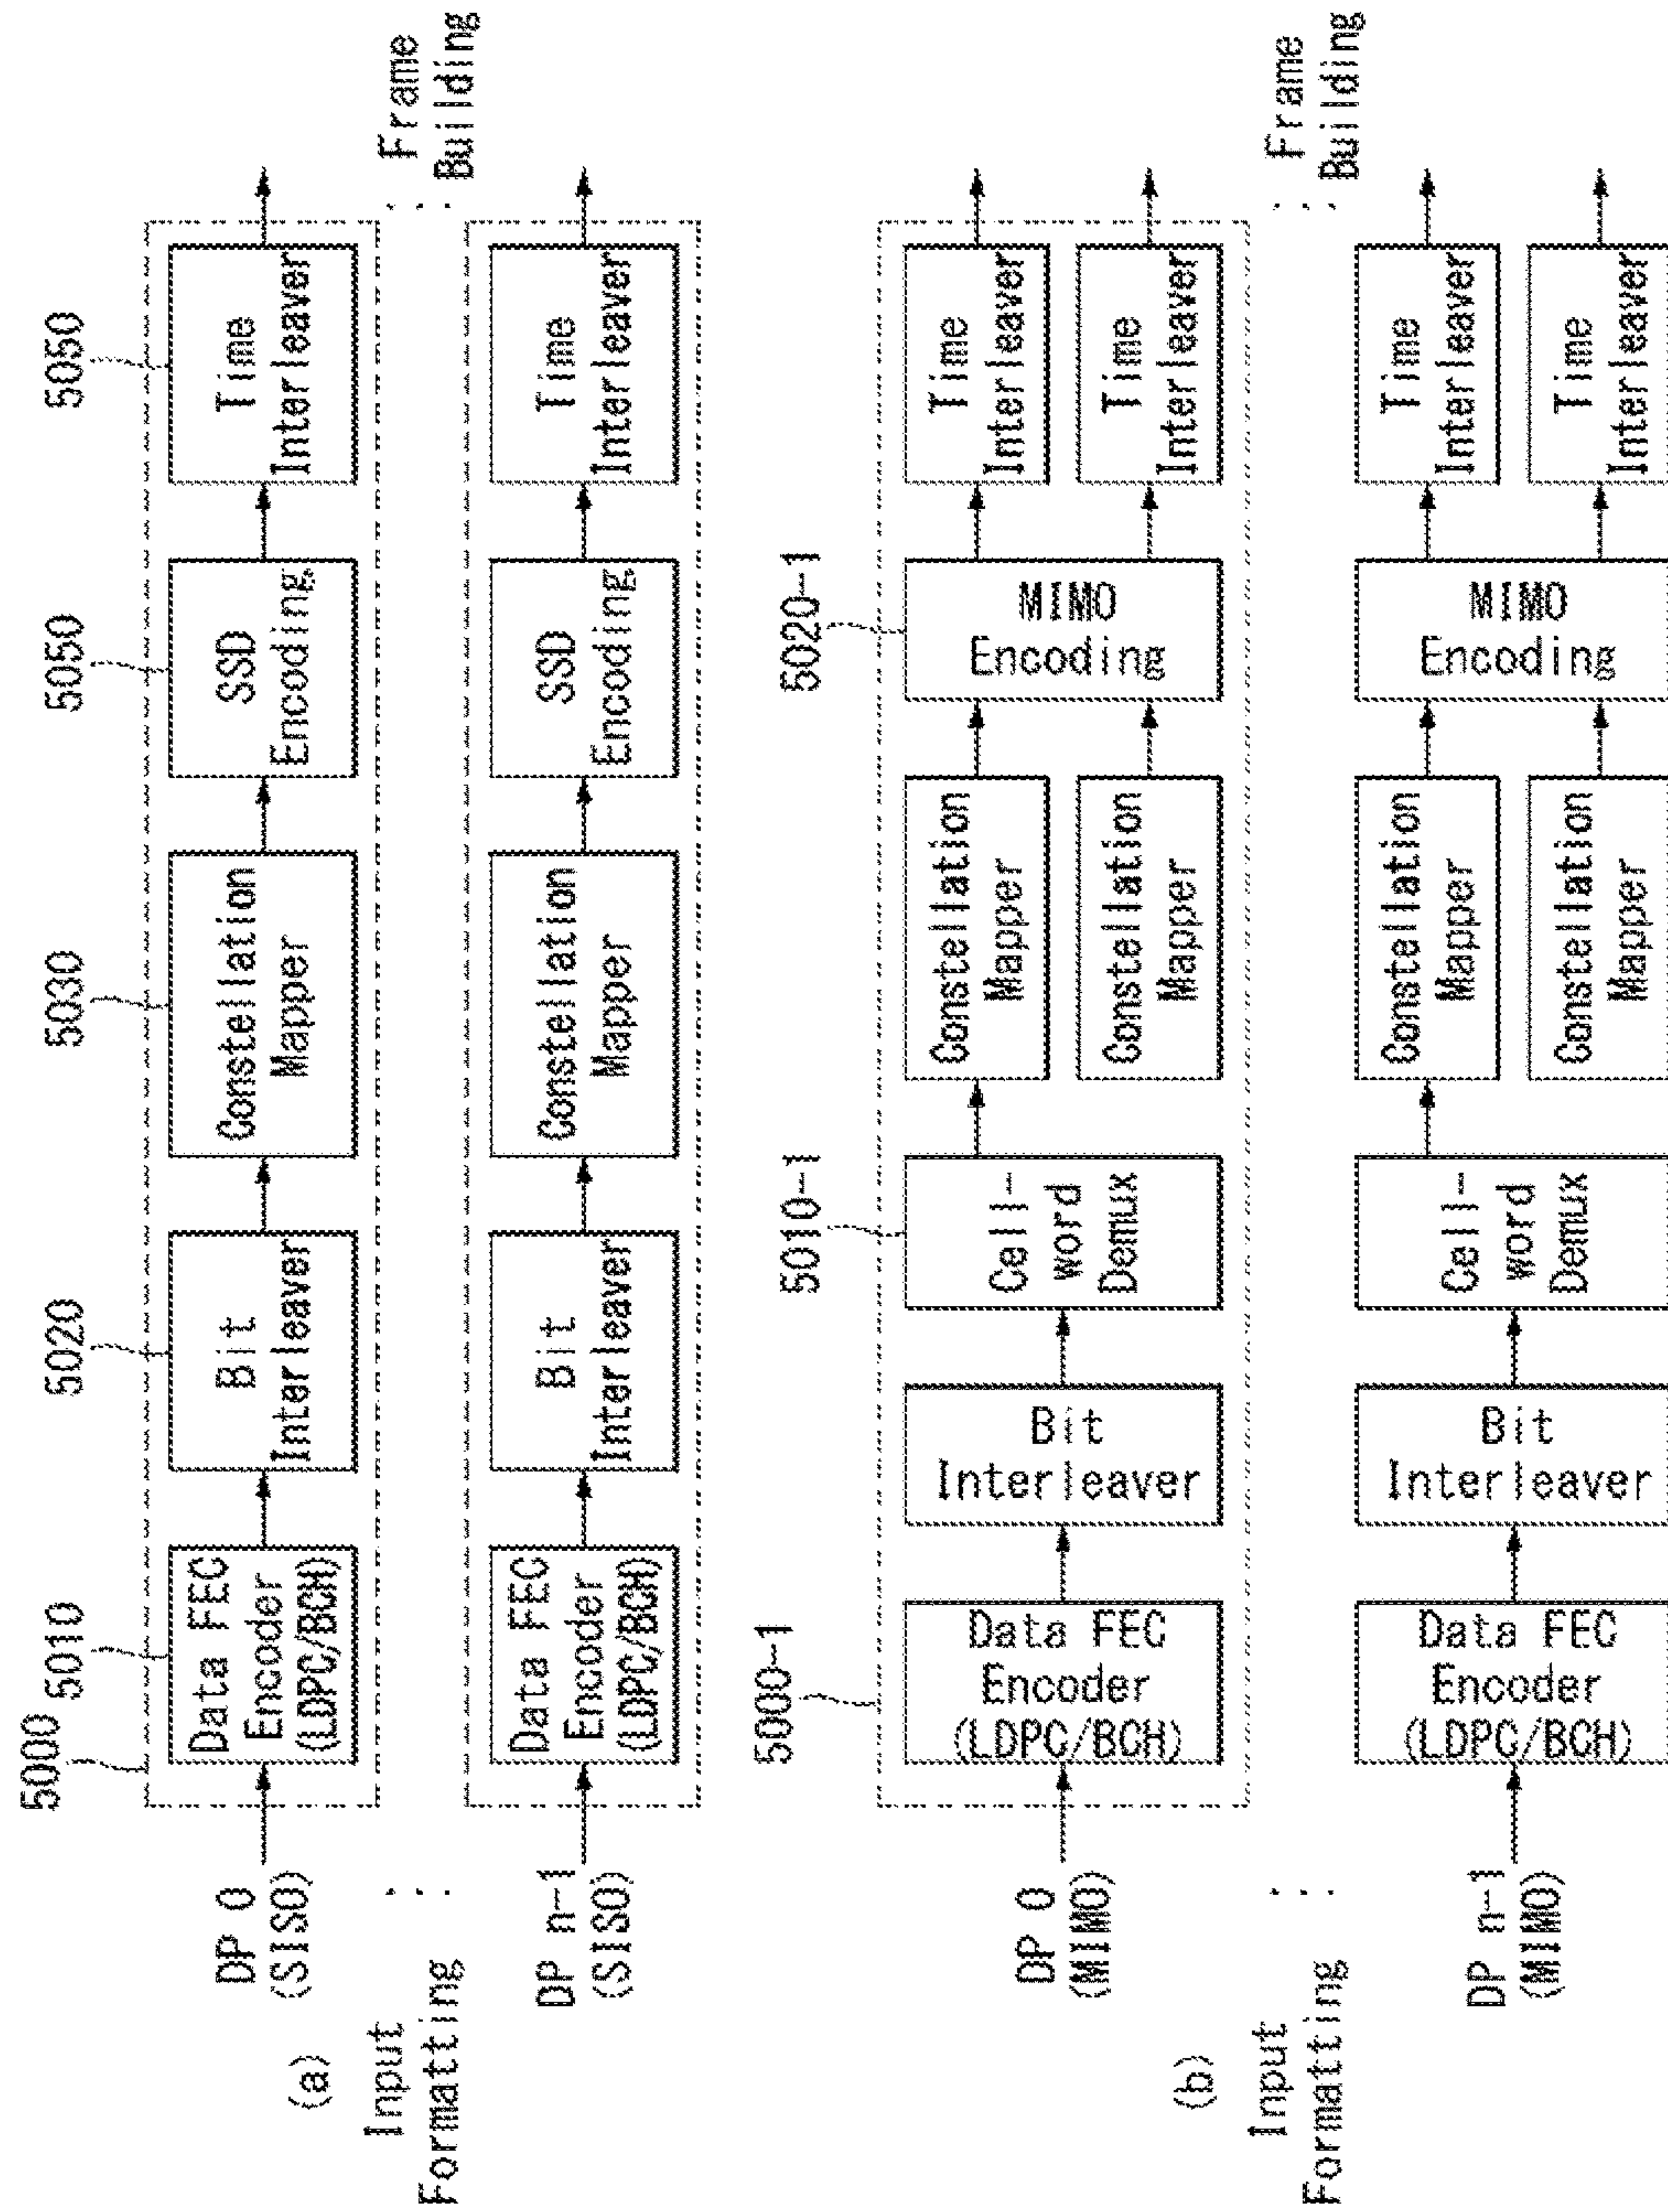 5000
5010
5020
5030
5050
5050
(a)
Input
Formatting
DP 0
(SISO)
Data FEC
Encoder
(LDPC/BCH)
Bit
Interleaver
Constellation
Mapper
SSD
Encoding
Time
Interleaver
Frame
Building
DP n-1
(SISO)
Data FEC
Encoder
(LDPC/BCH)
Bit
Interleaver
Constellation
Mapper
SSD
Encoding
Time
Interleaver
5000-1
5010-1
5020-1
(b)
Input
Formatting
DP 0
(MIMO)
Data FEC
Encoder
(LDPC/BCH)
Bit
Interleaver
Cell-
word
Demux
Constellation
Mapper
Constellation
Mapper
MIMO
Encoding
Time
Interleaver
Time
Interleaver
Frame
Building
DP n-1
(MIMO)
Data FEC
Encoder
(LDPC/BCH)
Bit
Interleaver
Cell-
word
Demux
Constellation
Mapper
Constellation
Mapper
MIMO
Encoding
Time
Interleaver
Time
Interleaver